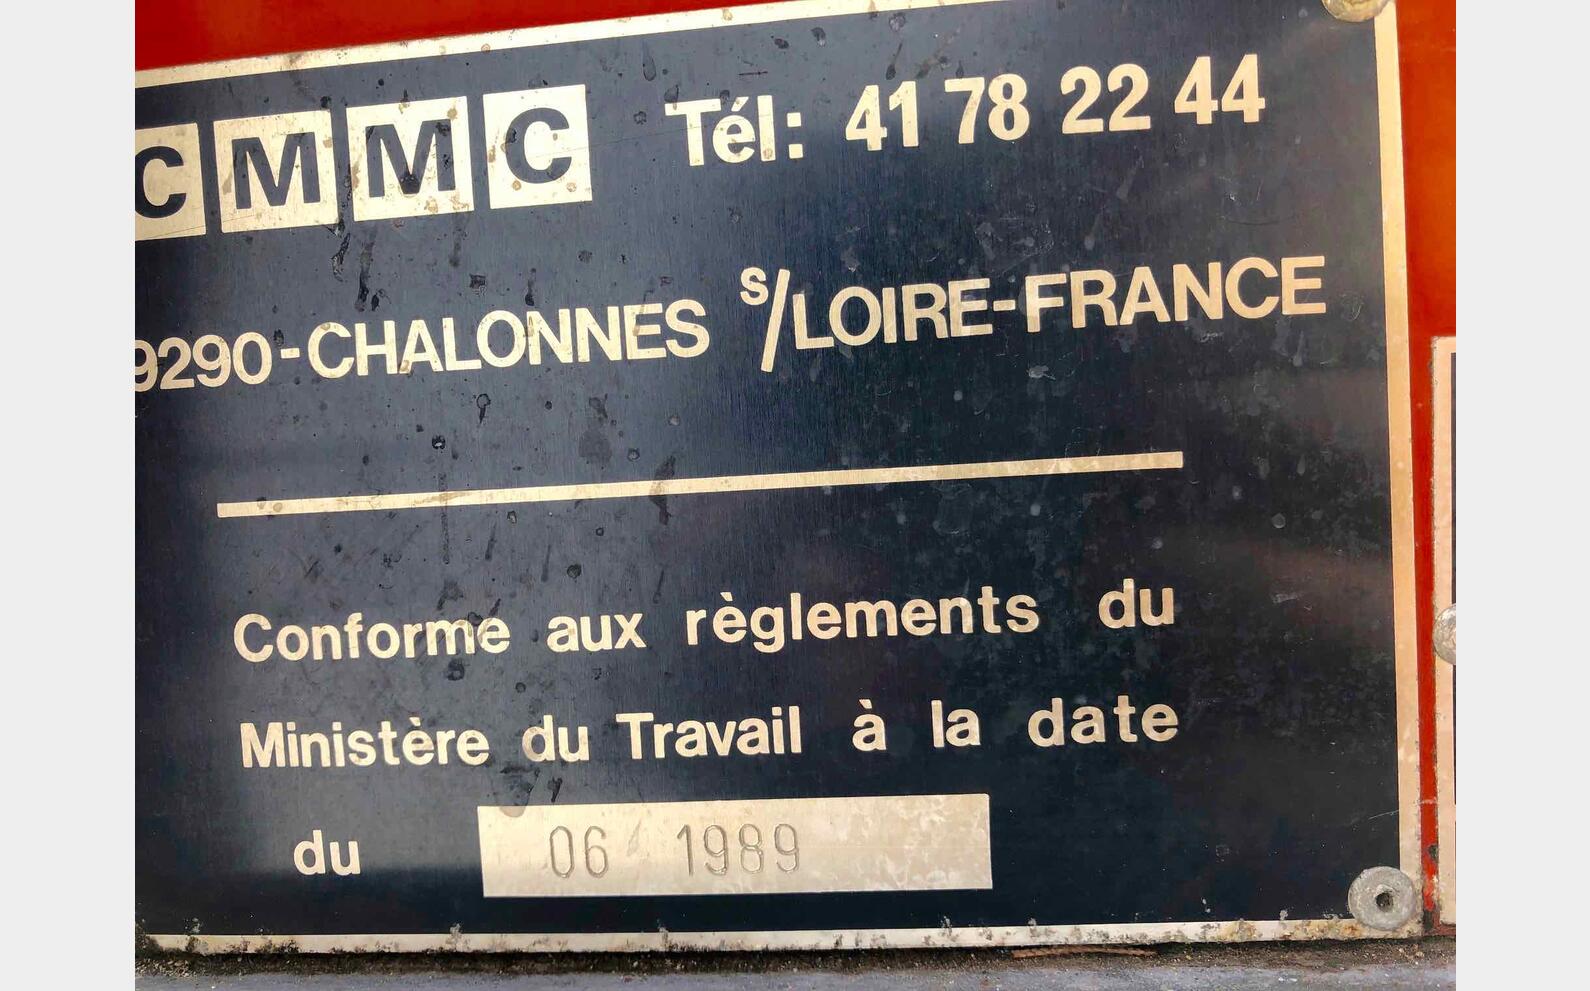 CMMC Tél: 41 78 22 44
9290-CHALONNES s/LOIRE-FRANCE
Conforme aux règlements du
Ministère du Travail à la date
du 06 1989